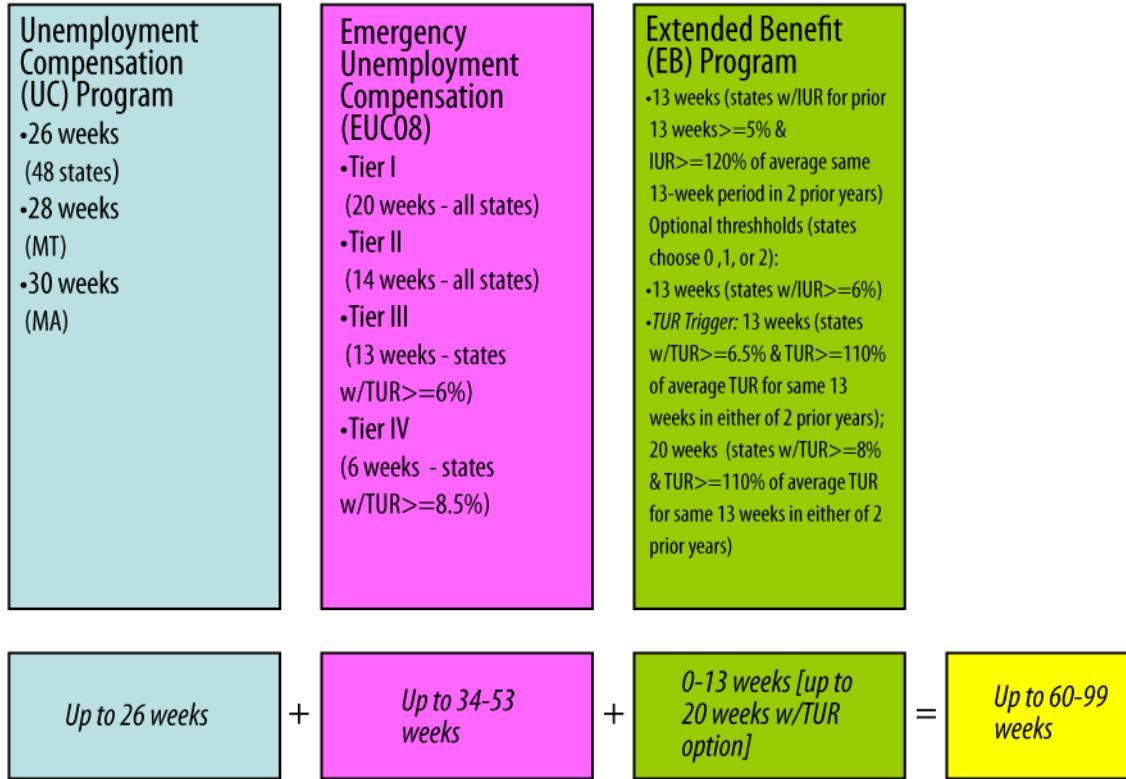 Unemployment
Compensation
(UC) Program
•26 weeks
(48 states)
•28 weeks
(MT)
•30 weeks
(MA)
Emergency
Unemployment
Compensation
(EUC08)
•Tier I
(20 weeks - all states)
•Tier II
(14 weeks - all states)
•Tier III
(13 weeks - states
w/TUR>=6%)
•Tier IV
(6 weeks - states
w/TUR>=8.5%)
Extended Benefit
(EB) Program
•13 weeks (states w/IUR for prior
13 weeks>=5% &
IUR>=120% of average same
13-week period in 2 prior years)
Optional threshholds (states
choose 0 ,1, or 2):
•13 weeks (states w/IUR>=6%)
•TUR Trigger: 13 weeks (states
w/TUR>=6.5% & TUR>=110%
of average TUR for same 13
weeks in either of 2 prior years);
20 weeks (states w/TUR>=8%
& TUR>=110% of average TUR
for same 13 weeks in either of 2
prior years)
Up to 26 weeks
+
Up to 34-53
weeks
+
0-13 weeks [up to
20 weeks w/TUR
option]
=
Up to 60-99
weeks